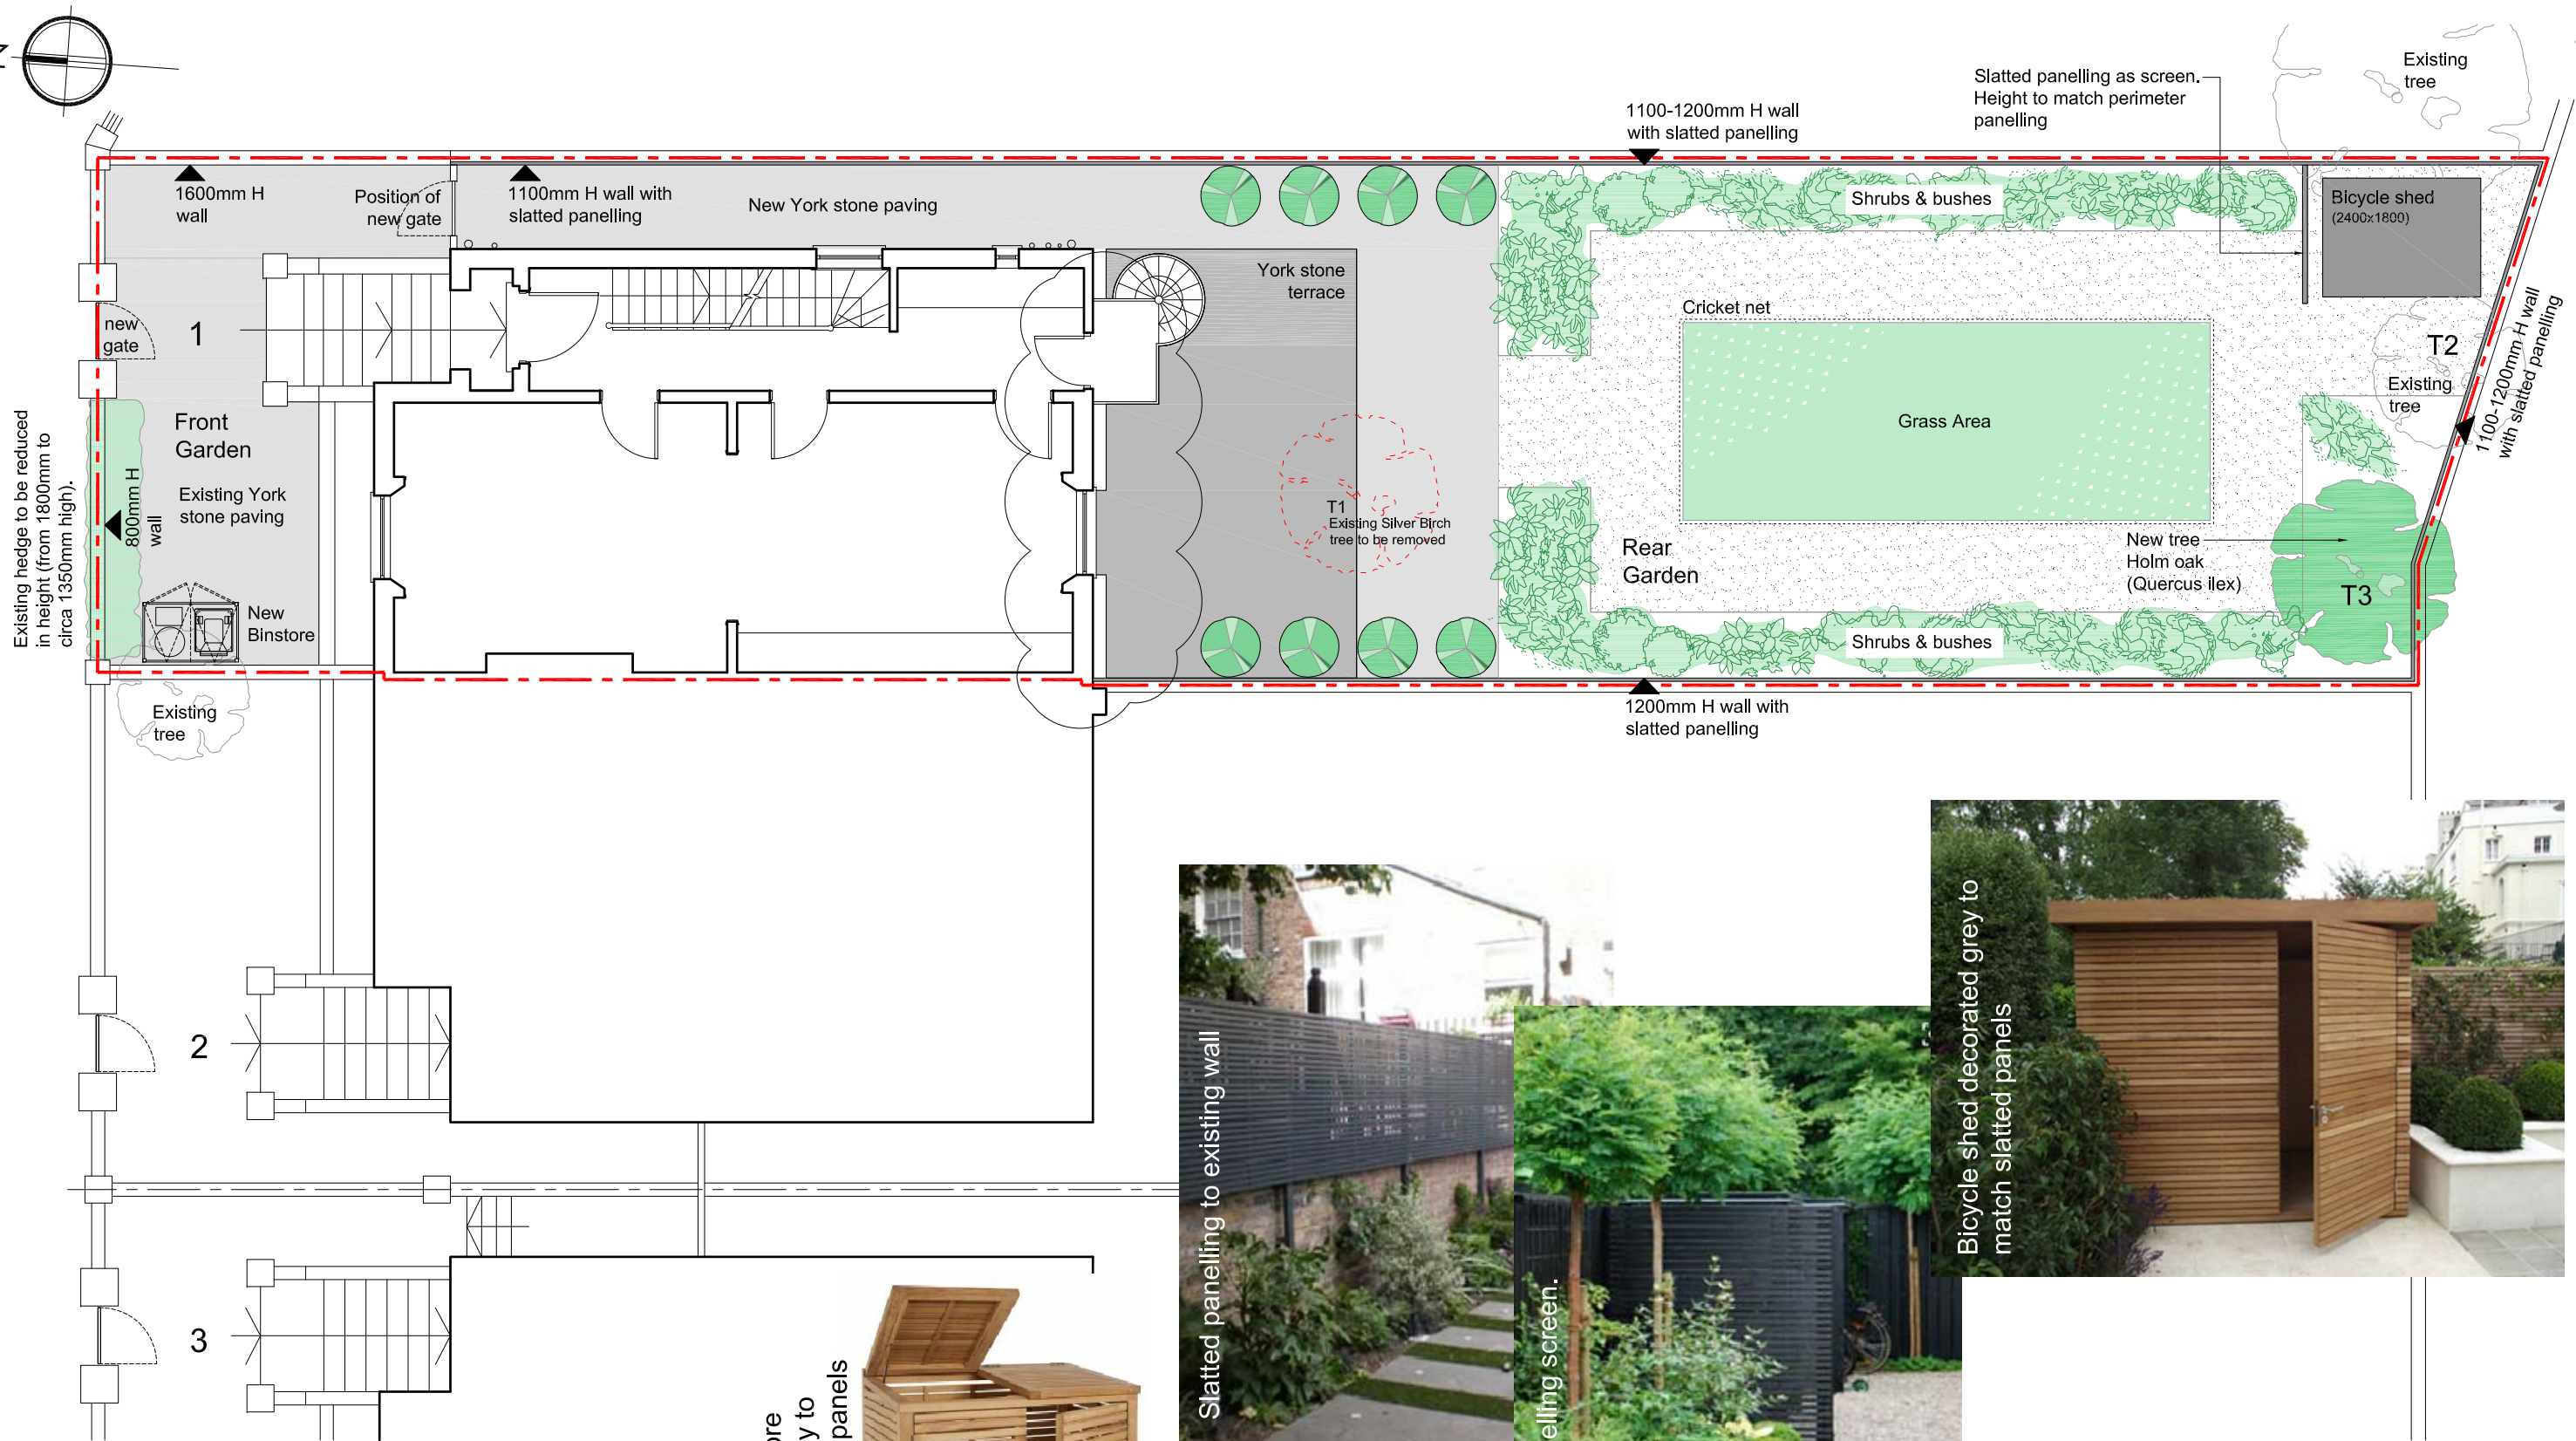 Existing
tree
Slatted panelling as screen.
Height to match perimeter
panelling
1100-1200mm H wall
with slatted panelling
1600mm H
wall
Position of
new gate
1100mm H wall with
slatted panelling
New York stone paving
Shrubs & bushes
Bicycle shed
(2400x1800)
York stone
terrace
Cricket net
new
gate
1
T2
Existing
tree
1100-1200mm H wall
with slatted panelling
Front
Garden
Grass Area
Existing hedge to be reduced
in height (from 1800mm to
circa 1350mm high).
800mm H
wall
Existing York
stone paving
T1
Existing Silver Birch
tree to be removed
Rear
Garden
New tree
Holm oak
(Quercus ilex)
T3
New
Binstore
Shrubs & bushes
Existing
tree
1200mm H wall with
slatted panelling
2
3
Slatted panelling to existing wall
Bicycle shed decorated grey to
match slatted panels
screen.
y to
panels